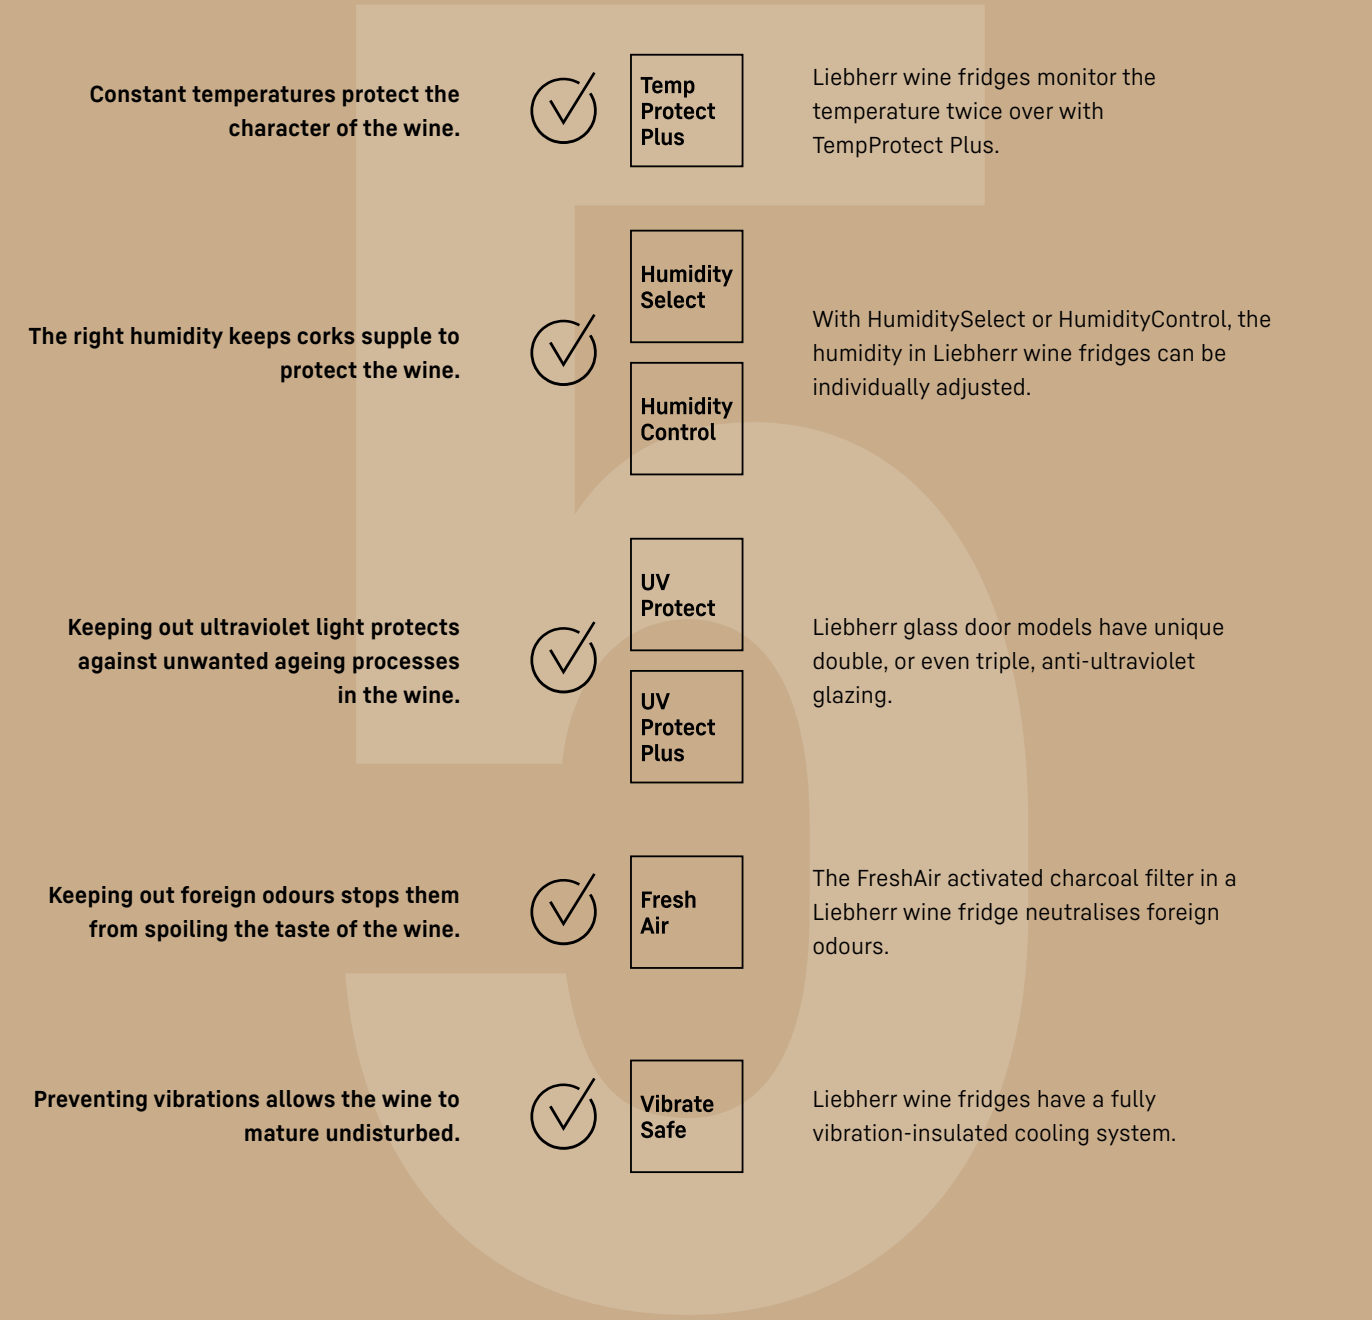 Constant temperatures protect the
character of the wine.
Temp
Protect
Plus
Liebherr wine fridges monitor the
temperature twice over with
TempProtect Plus.
The right humidity keeps corks supple to
protect the wine.
Humidity
Select
Humidity
Control
With HumiditySelect or HumidityControl, the
humidity in Liebherr wine fridges can be
individually adjusted.
Keeping out ultraviolet light protects
against unwanted ageing processes
in the wine.
UV
Protect
UV
Protect
Plus
Liebherr glass door models have unique
double, or even triple, anti-ultraviolet
glazing.
Keeping out foreign odours stops them
from spoiling the taste of the wine.
Fresh
Air
The FreshAir activated charcoal filter in a
Liebherr wine fridge neutralises foreign
odours.
Preventing vibrations allows the wine to
mature undisturbed.
Vibrate
Safe
Liebherr wine fridges have a fully
vibration-insulated cooling system.
5